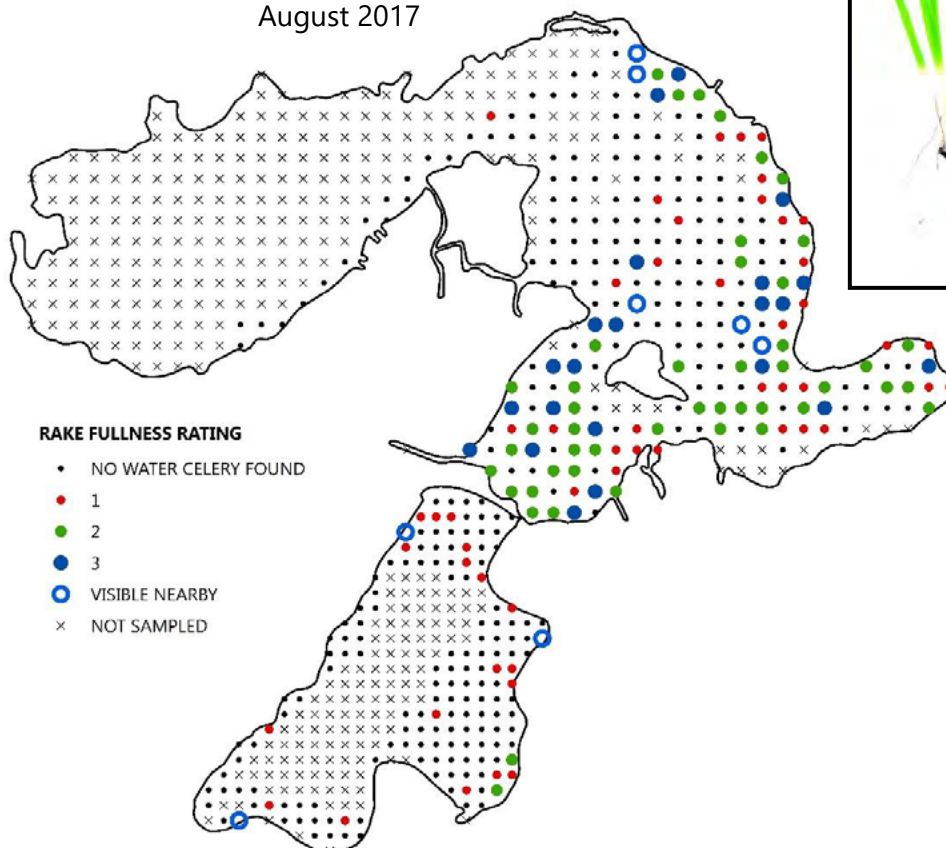 August 2017
RAKE FULLNESS RATING
NO WATER CELERY FOUND
1
2
3
VISIBLE NEARBY
NOT SAMPLED